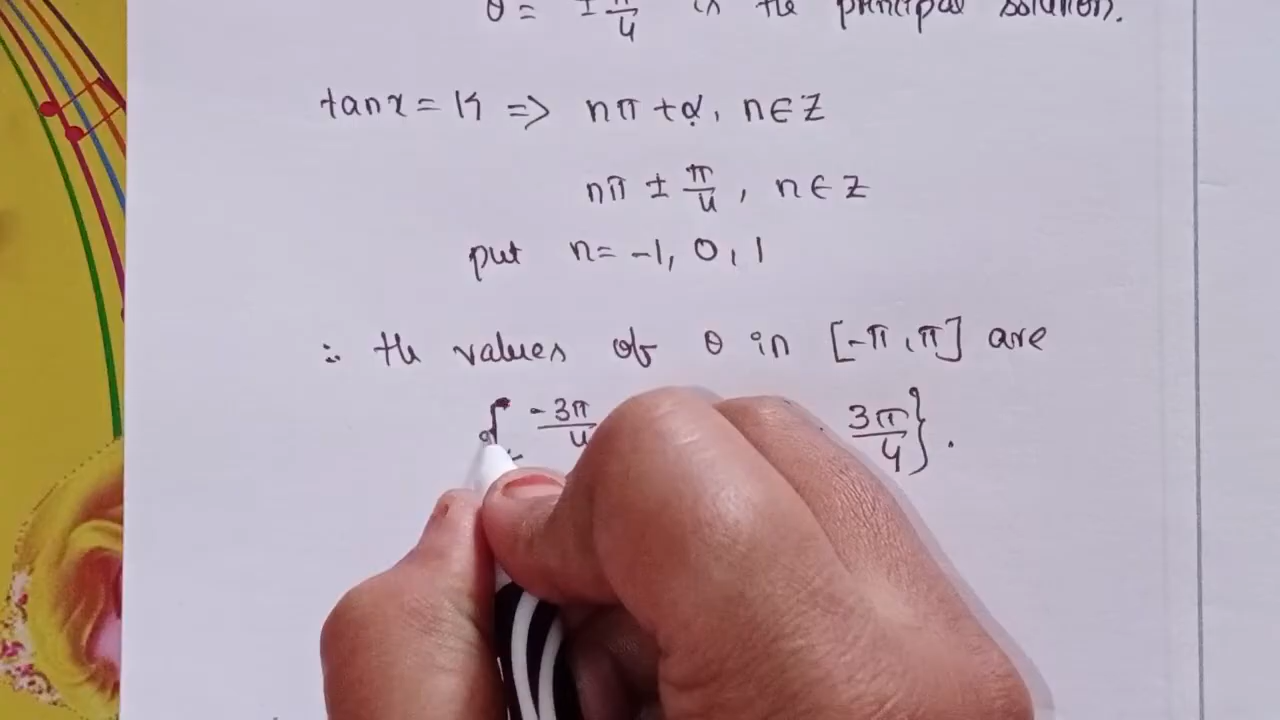 θ = ± π/4 is the principal solution.
tan x = K => nπ + α, n ∈ Z
nπ ± π/4, n ∈ Z
put n = -1, 0, 1
∴ the values of θ in [-π, π] are
{ -3π/4 3π/4 }.